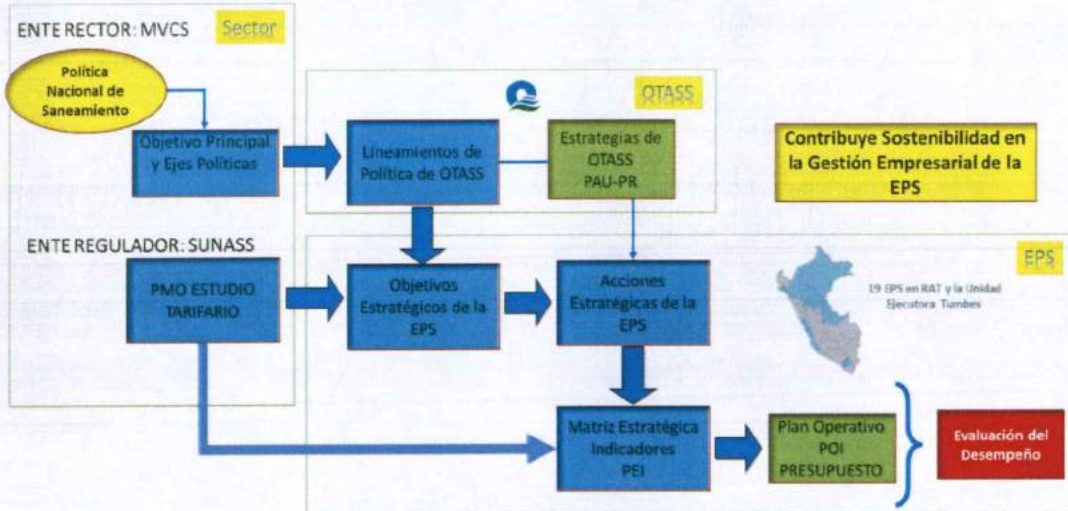 ENTE RECTOR: MVCS
Sector
Política
Nacional de
Saneamiento
Objetivo Principal
y Ejes Políticas
OTASS
Lineamientos de
Política de OTASS
Estrategias de
OTASS
PAU-PR
Contribuye Sostenibilidad en
la Gestión Empresarial de la
EPS
ENTE REGULADOR: SUNASS
PMO ESTUDIO
TARIFARIO
EPS
Objetivos
Estratégicos de la
EPS
Acciones
Estratégicas de la
EPS
19 EPS en RAT y la Unidad
Ejecutora Tumbes
Matriz Estratégica
Indicadores
PEI
Plan Operativo
POI
PRESUPUESTO
Evaluación del
Desempeño